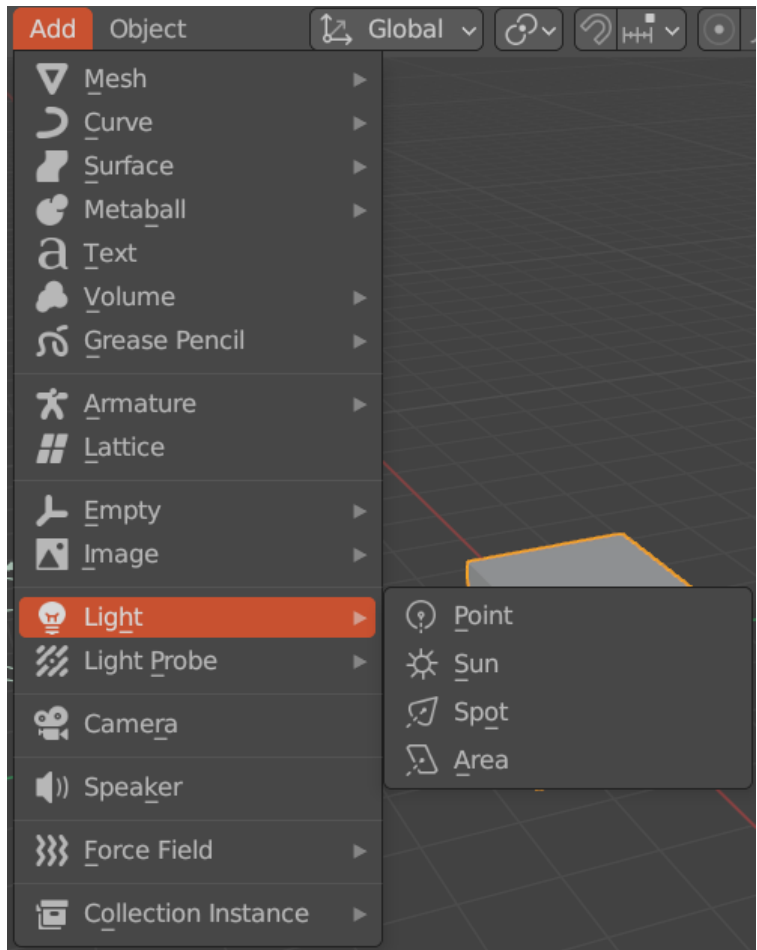 Add Object Global
Mesh
Curve
Surface
Metaball
Text
Volume
Grease Pencil
Armature
Lattice
Empty
Image
Light
Light Probe
Camera
Speaker
Force Field
Collection Instance
Point
Sun
Spot
Area